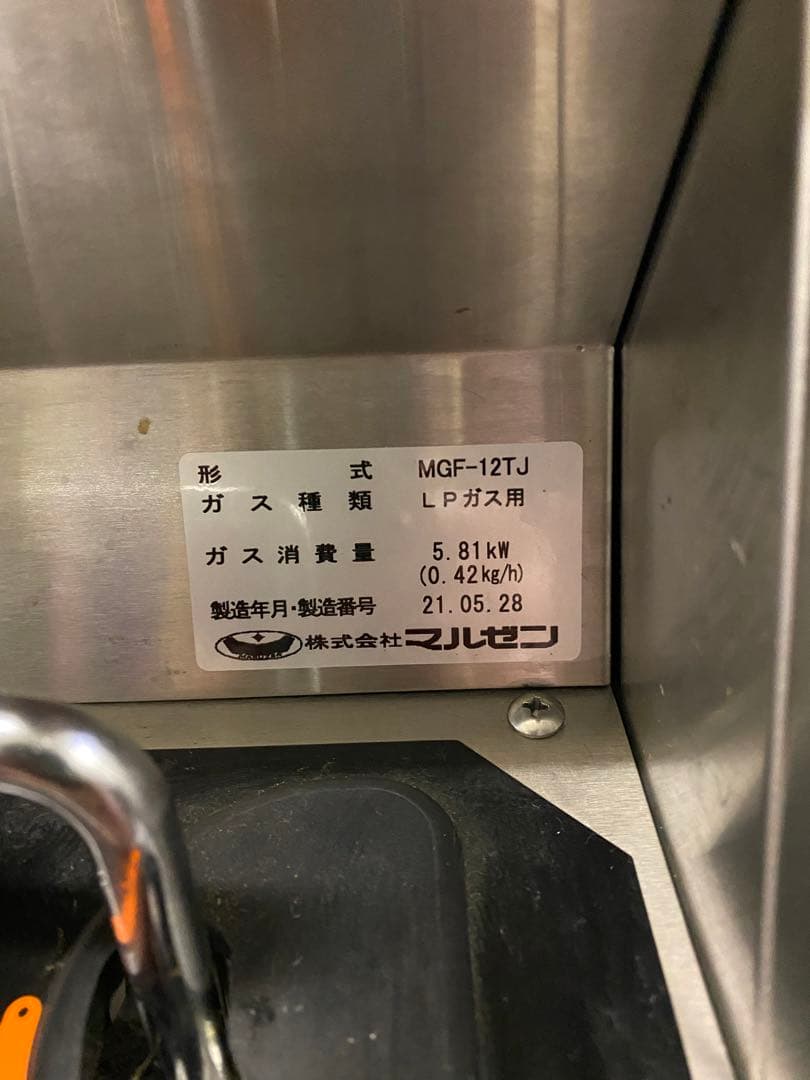 形式 MGF-12TJ
ガス種類 LPガス用
ガス消費量 5.81kW
(0.42kg/h)
製造年月・製造番号 21.05.28
MARUZEN 株式会社マルゼン